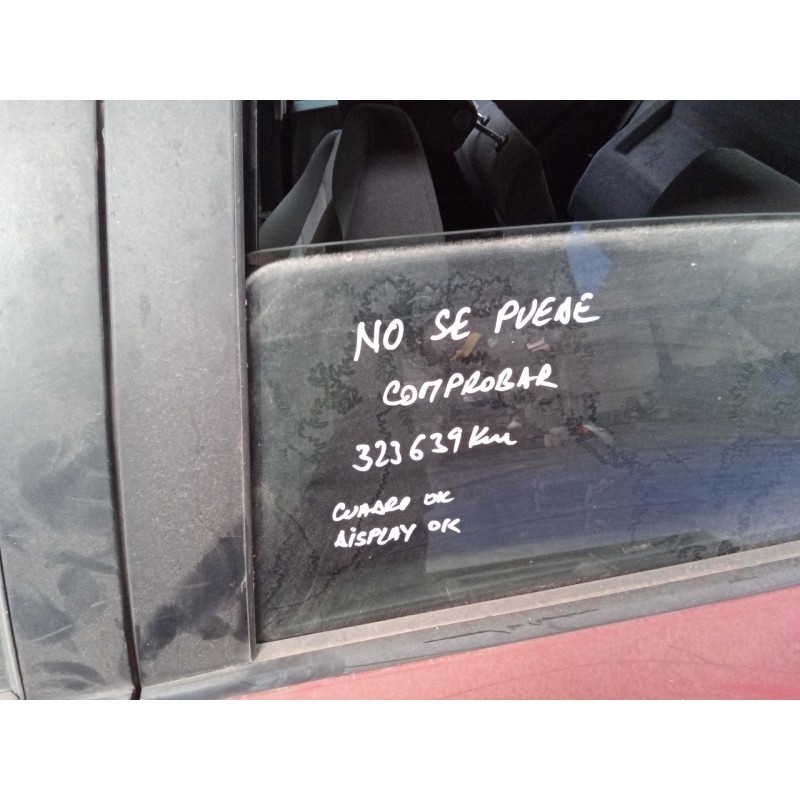 NO SE PUEDE
COMPROBAR
323639 Km
CUADRO OK
DISPLAY OK